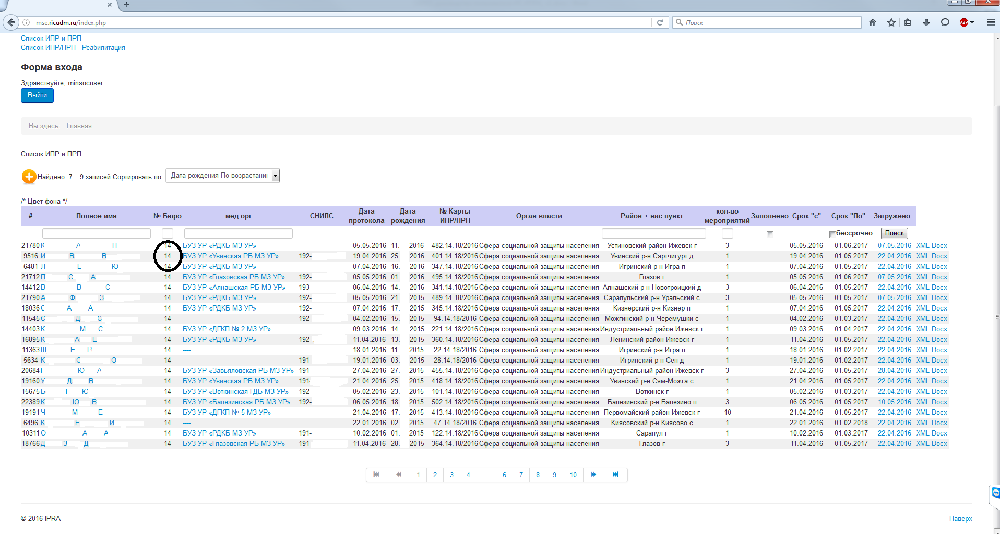 -
mse.ricudm.ru/index.php
Поиск
ABP
Список ИПР и ПРП
Список ИПР/ПРП - Реабилитация
Форма входа
Здравствуйте, minsocuser
Выйти
Вы здесь: Главная
Список ИПР и ПРП
Найдено: 7 9 записей Сортировать по: Дата рождения По возрастани
/* Цвет фона */
# Полное имя № Бюро мед орг СНИЛС Дата протокола Дата рождения № Карты ИПР/ПРП Орган власти Район + нас пункт кол-во мероприятий Заполнено Срок "с" Срок "По" Загружено
бессрочно Поиск
21780 К А Н 14 БУЗ УР «РДКБ МЗ УР» 05.05.2016 11. 2016 482.14.18/2016 Сфера социальной защиты населения Устиновский район Ижевск г 3 05.05.2016 01.06.2017 07.05.2016 XML Docx
9516 И В В 14 БУЗ УР «Увинская РБ МЗ УР» 192- 19.04.2016 25. .2016 401.14.18/2016 Сфера социальной защиты населения Увинский р-н Сяртчигурт д 1 19.04.2016 01.05.2017 22.04.2016 XML Docx
6481 Л Е Ю 14 БУЗ УР «РДКБ МЗ УР» 07.04.2016 16. .2016 347.14.18/2016 Сфера социальной защиты населения Игринский р-н Игра п 1 07.04.2016 01.05.2017 22.04.2016 XML Docx
21712 П С А 14 БУЗ УР «Глазовская РБ МЗ УР» 192- 05.05.2016 01. .2016 495.14.18/2016 Сфера социальной защиты населения Глазов г 1 05.05.2016 01.06.2017 07.05.2016 XML Docx
14412 В В С 14 БУЗ УР «Алнашская РБ МЗ УР» 193- 06.04.2016 14. .2016 341.14.18/2016 Сфера социальной защиты населения Алнашский р-н Новотроицкий д 3 06.04.2016 01.05.2017 22.04.2016 XML Docx
21790 А Ф З 14 БУЗ УР «РДКБ МЗ УР» 192- 05.05.2016 21. .2015 489.14.18/2016 Сфера социальной защиты населения Сарапульский р-н Уральский с 3 05.05.2016 01.05.2017 07.05.2016 XML Docx
18036 С А А 14 БУЗ УР «РДКБ МЗ УР» 192- 07.04.2016 17. .2015 345.14.18/2016 Сфера социальной защиты населения Кизнерский р-н Кизнер п 1 07.04.2016 01.05.2017 22.04.2016 XML Docx
11545 С Д С 14 ---- 192- 04.02.2016 15. .2015 94.14.18/2016 Сфера социальной защиты населения Можгинский р-н Черемушки с 1 04.02.2016 01.03.2017 22.04.2016 XML Docx
14403 К М С 14 БУЗ УР «ДГКП № 2 МЗ УР» 09.03.2016 14. .2015 221.14.18/2016 Сфера социальной защиты населения Индустриальный район Ижевск г 1 09.03.2016 01.04.2017 22.04.2016 XML Docx
16895 К А Е 14 БУЗ УР «РДКБ МЗ УР» 192- 11.04.2016 13. .2015 360.14.18/2016 Сфера социальной защиты населения Ленинский район Ижевск г 1 11.04.2016 01.05.2017 22.04.2016 XML Docx
11363 Ш Е Р 14 ---- 18.01.2016 11. .2015 22.14.18/2016 Сфера социальной защиты населения Игринский р-н Игра п 1 18.01.2016 01.02.2017 22.04.2016 XML Docx
5634 К С О 14 ---- 191- 19.01.2016 03. .2015 28.14.18/2016 Сфера социальной защиты населения Игринский р-н Сеп д 1 19.01.2016 01.02.2017 22.04.2016 XML Docx
20684 Г Ю А 14 БУЗ УР «Завьяловская РБ МЗ УР» 191- 27.04.2016 27. .2015 455.14.18/2016 Сфера социальной защиты населения Индустриальный район Ижевск г 3 27.04.2016 01.05.2017 28.04.2016 XML Docx
19160 У Д В 14 БУЗ УР «Увинская РБ МЗ УР» 191- 21.04.2016 25. .2015 418.14.18/2016 Сфера социальной защиты населения Увинский р-н Сям-Можга с 1 21.04.2016 01.05.2017 22.04.2016 XML Docx
15675 Б Г Ю 14 БУЗ УР «Воткинская ГДБ МЗ УР» 192- 05.02.2016 23. .2015 101.14.18/2016 Сфера социальной защиты населения Воткинск г 1 05.02.2016 01.03.2017 22.04.2016 XML Docx
22389 К Ю В 14 БУЗ УР «Балезинская РБ МЗ УР» 192- 06.05.2016 18. .2015 502.14.18/2016 Сфера социальной защиты населения Балезинский р-н Балезино п 3 06.05.2016 01.05.2017 10.05.2016 XML Docx
19191 Ч М Е 14 БУЗ УР «ДГКП № 5 МЗ УР» 21.04.2016 17. .2015 413.14.18/2016 Сфера социальной защиты населения Первомайский район Ижевск г 10 21.04.2016 01.05.2017 22.04.2016 XML Docx
6496 К Е И 14 ---- 22.01.2016 02. .2015 47.14.18/2016 Сфера социальной защиты населения Киясовский р-н Киясово с 1 22.01.2016 01.02.2018 22.04.2016 XML Docx
10311 О А А 14 БУЗ УР «РДКБ МЗ УР» 191- 10.02.2016 01. .2015 122.14.18/2016 Сфера социальной защиты населения Сарапул г 1 10.02.2016 01.03.2017 22.04.2016 XML Docx
18766 Д З Д 14 БУЗ УР «Глазовская РБ МЗ УР» 191- 11.04.2016 28. .2015 364.14.18/2016 Сфера социальной защиты населения Глазов г 3 11.04.2016 01.05.2017 22.04.2016 XML Docx
1 2 3 4 ... 6 7 8 9 10
© 2016 IPRA Наверх